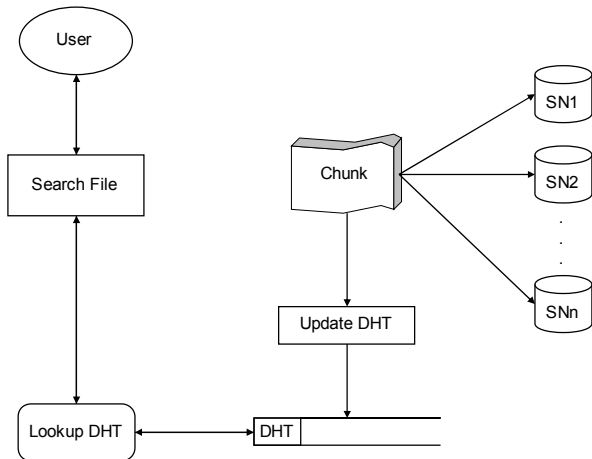 User
SN1
Search File
Chunk
SN2
.
.
.
SNn
Update DHT
Lookup DHT
DHT